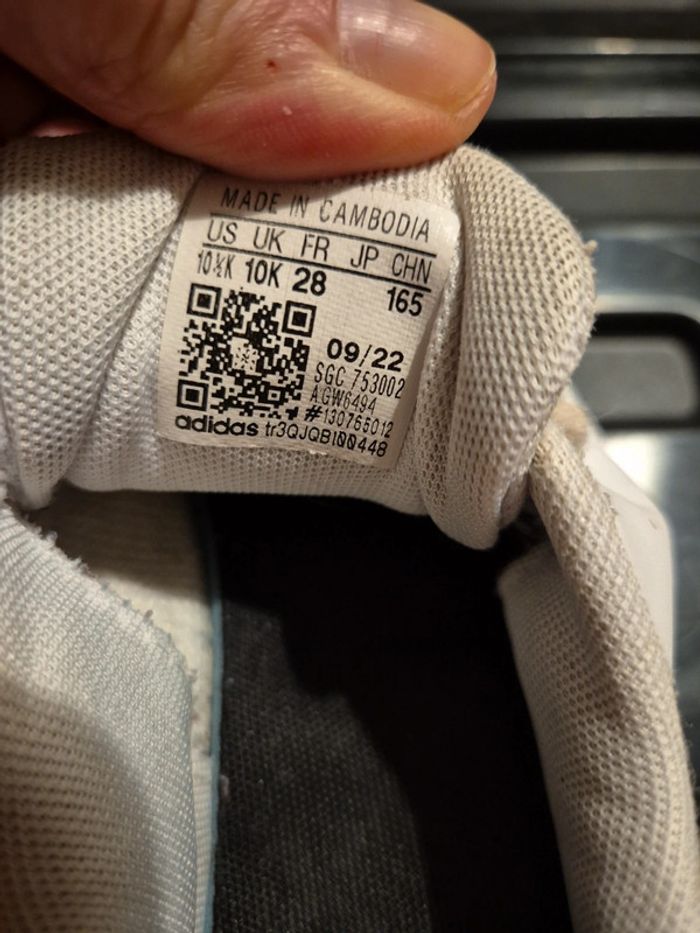 MADE IN CAMBODIA
US UK FR JP CHN
10½K 10K 28 165
09/22
SGC 753002
AGW6494
#130765012
adidas tr3QJQBI00448